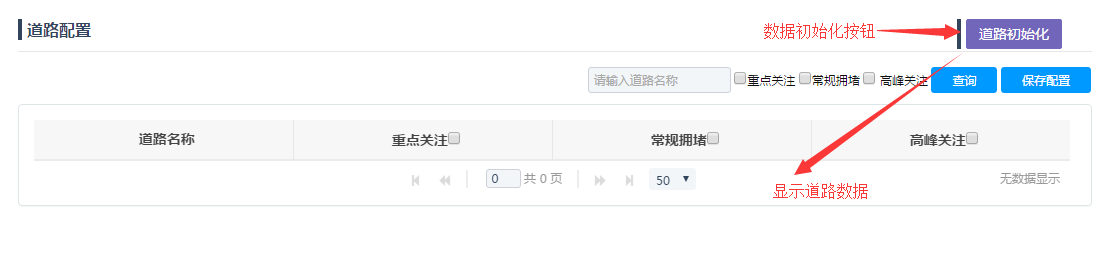 道路配置
数据初始化按钮
道路初始化
请输入道路名称 重点关注 常规拥堵 高峰关注 查询 保存配置
道路名称 重点关注 常规拥堵 高峰关注
0 共 0 页 50 无数据显示
显示道路数据